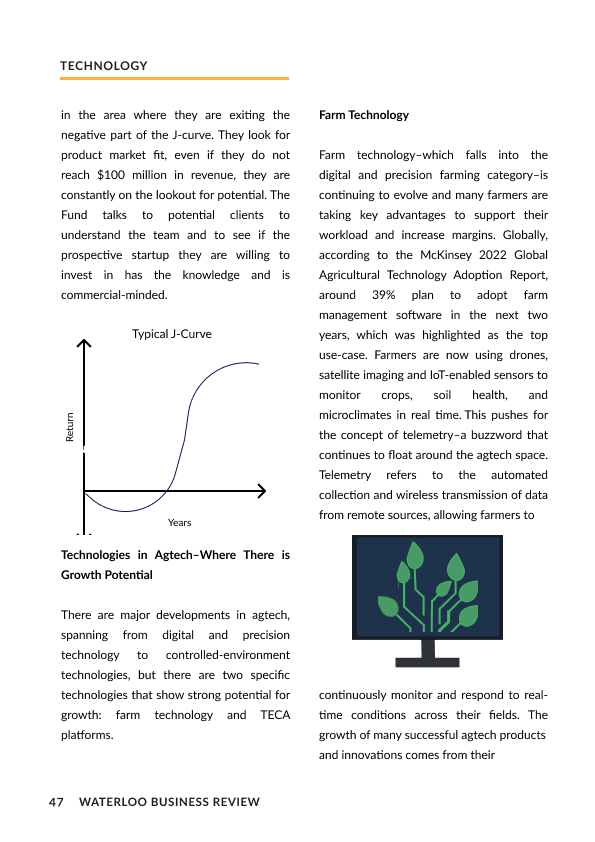 TECHNOLOGY
in the area where they are exiting the
negative part of the J-curve. They look for
product market fit, even if they do not
reach $100 million in revenue, they are
constantly on the lookout for potential. The
Fund talks to potential clients to
understand the team and to see if the
prospective startup they are willing to
invest in has the knowledge and is
commercial-minded.
Typical J-Curve
Return
Years
Technologies in Agtech–Where There is
Growth Potential
There are major developments in agtech,
spanning from digital and precision
technology to controlled-environment
technologies, but there are two specific
technologies that show strong potential for
growth: farm technology and TECA
platforms.
Farm Technology
Farm technology–which falls into the
digital and precision farming category–is
continuing to evolve and many farmers are
taking key advantages to support their
workload and increase margins. Globally,
according to the McKinsey 2022 Global
Agricultural Technology Adoption Report,
around 39% plan to adopt farm
management software in the next two
years, which was highlighted as the top
use-case. Farmers are now using drones,
satellite imaging and IoT-enabled sensors to
monitor crops, soil health, and
microclimates in real time. This pushes for
the concept of telemetry–a buzzword that
continues to float around the agtech space.
Telemetry refers to the automated
collection and wireless transmission of data
from remote sources, allowing farmers to
continuously monitor and respond to real-
time conditions across their fields. The
growth of many successful agtech products
and innovations comes from their
47 WATERLOO BUSINESS REVIEW